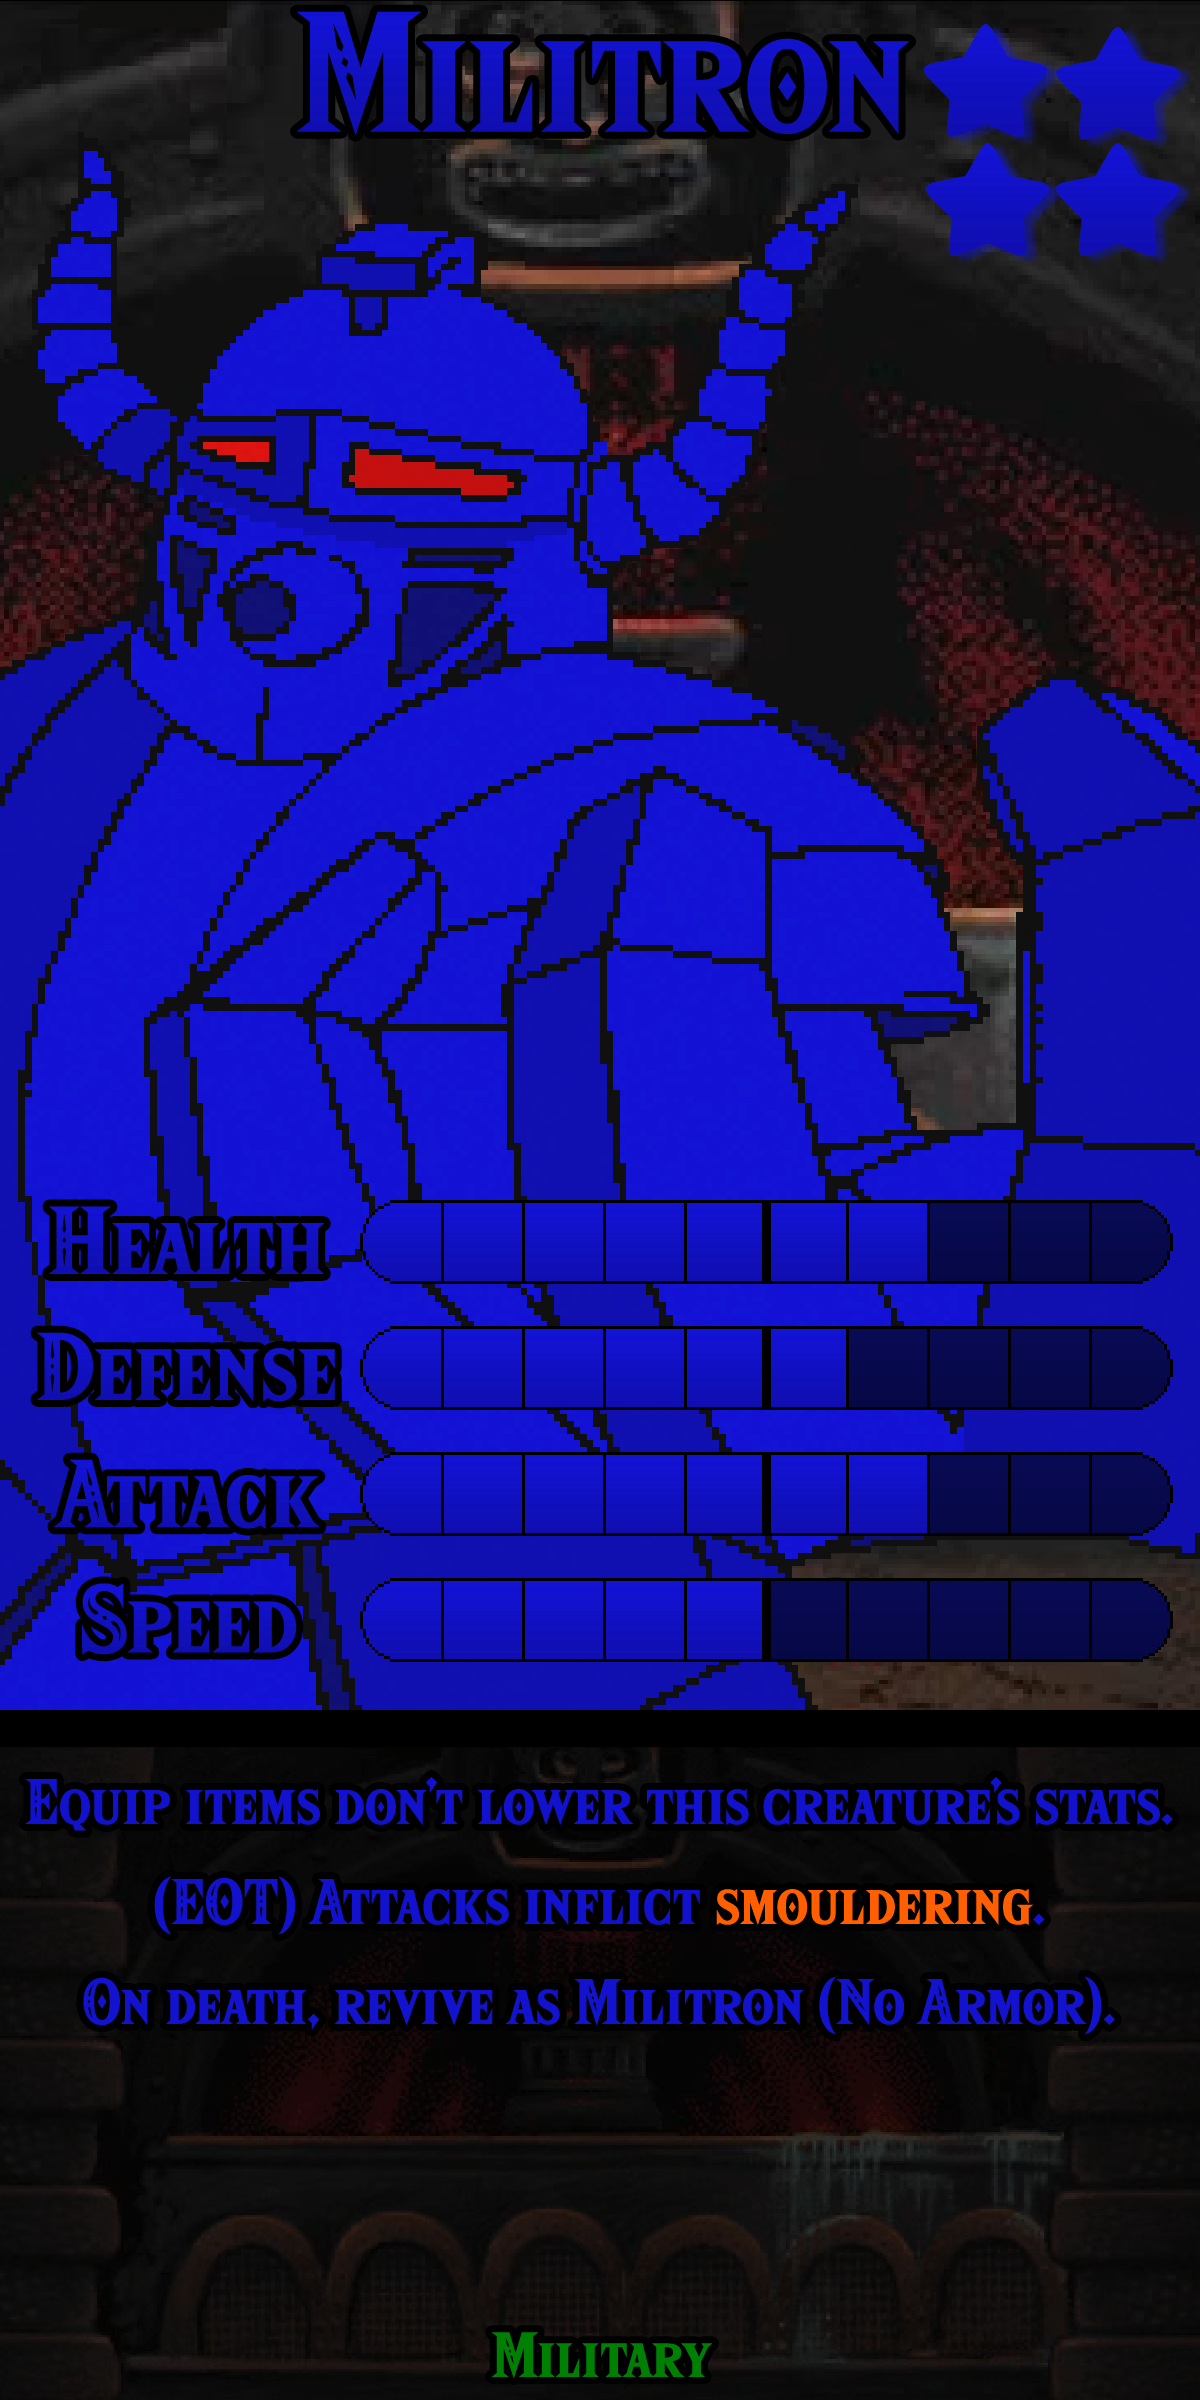 Militron
Health
Defense
Attack
Speed
Equip items don't lower this creature's stats.
(EOT) Attacks inflict smouldering.
On death, revive as Militron (No Armor).
Military